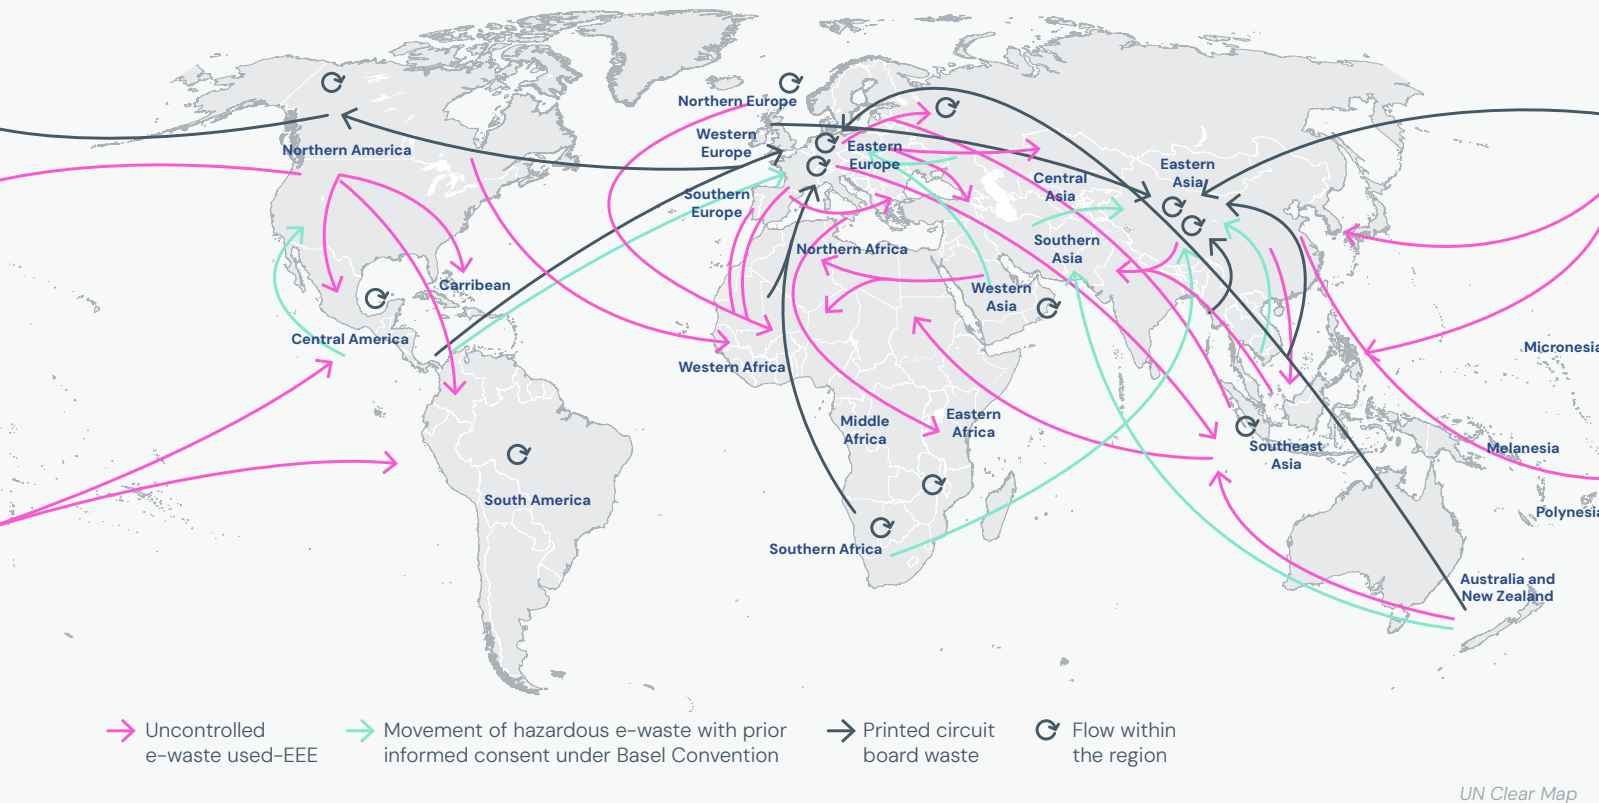 Northern Europe
Western
Europe
Eastern
Europe
Northern America
Eastern
Asia
Central
Asia
Southern
Europe
Northern Africa
Southern
Asia
Carribean
Western
Asia
Central America
Micronesia
Western Africa
Middle
Africa
Eastern
Africa
Southeast
Asia
Melanesia
South America
Polynesia
Southern Africa
Australia and
New Zealand
Uncontrolled
e-waste used-EEE
Movement of hazardous e-waste with prior
informed consent under Basel Convention
Printed circuit
board waste
Flow within
the region
UN Clear Map